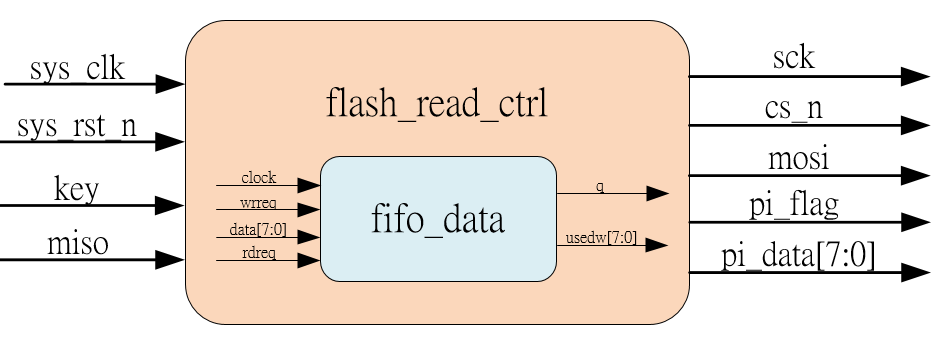 sys_clk
sys_rst_n
key
miso
flash_read_ctrl
clock
wrreq
data[7:0]
rdreq
fifo_data
q
usedw[7:0]
sck
cs_n
mosi
pi_flag
pi_data[7:0]